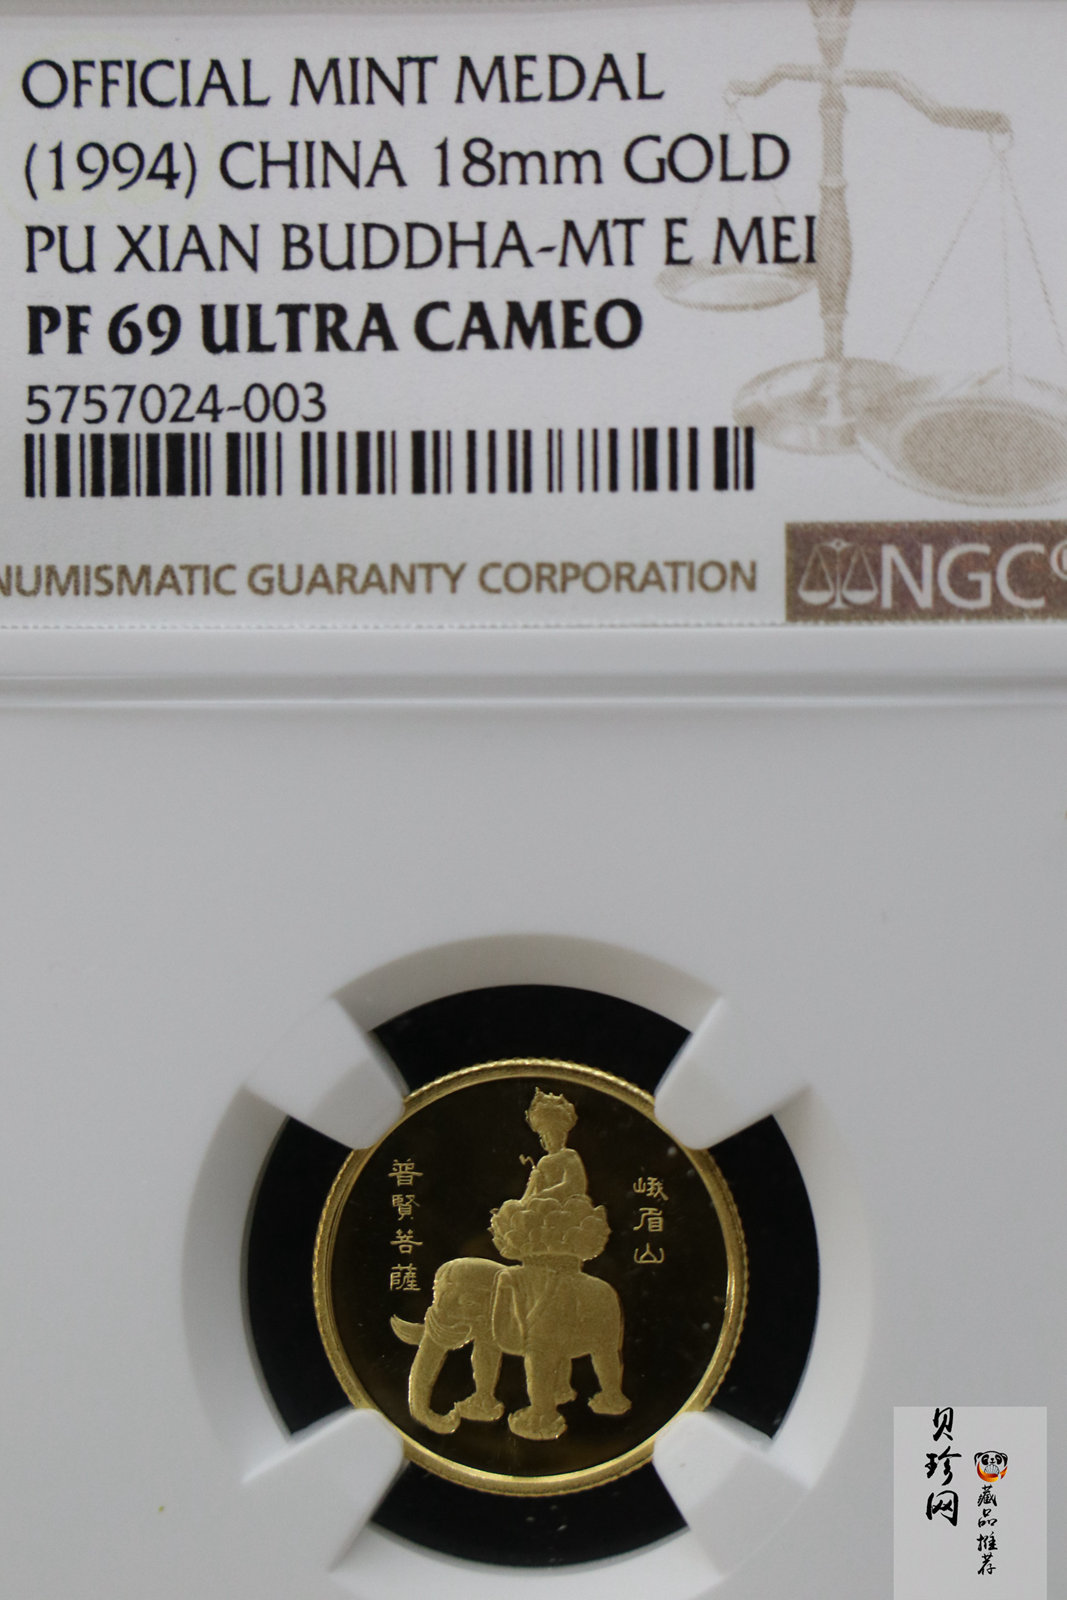 OFFICIAL MINT MEDAL
(1994) CHINA 18mm GOLD
PU XIAN BUDDHA-MT E MEI
PF 69 ULTRA CAMEO
5757024-003
NUMISMATIC GUARANTY CORPORATION
NGC
普賢菩薩
峨眉山
贝珍网
藏品推荐